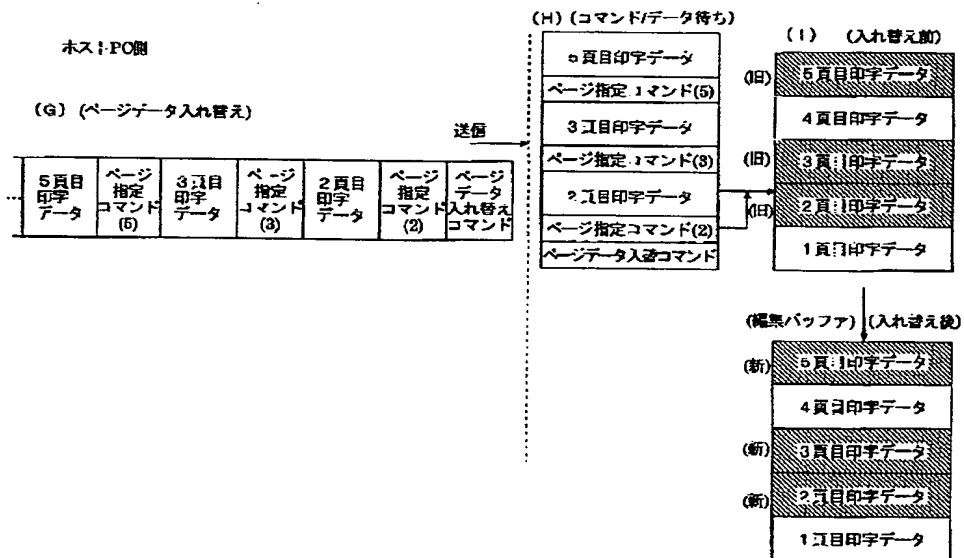 ホストPC側
(G) (ページデータ入れ替え)
送信
…
5頁目
印字
データ
ページ
指定
コマンド
(5)
3頁目
印字
データ
ページ
指定
コマンド
(3)
2頁目
印字
データ
ページ
指定
コマンド
(2)
ページ
データ
入れ替え
コマンド
(H) (コマンド/データ待ち)
5頁目印字データ
ページ指定コマンド(5)
3頁目印字データ
ページ指定コマンド(3)
2頁目印字データ
ページ指定コマンド(2)
ページデータ入替コマンド
(I) (入れ替え前)
(旧) 5頁目印字データ
4頁目印字データ
(旧) 3頁目印字データ
(旧) 2頁目印字データ
1頁目印字データ
(編集バッファ) (入れ替え後)
(新) 5頁目印字データ
4頁目印字データ
(新) 3頁目印字データ
(新) 2頁目印字データ
1頁目印字データ